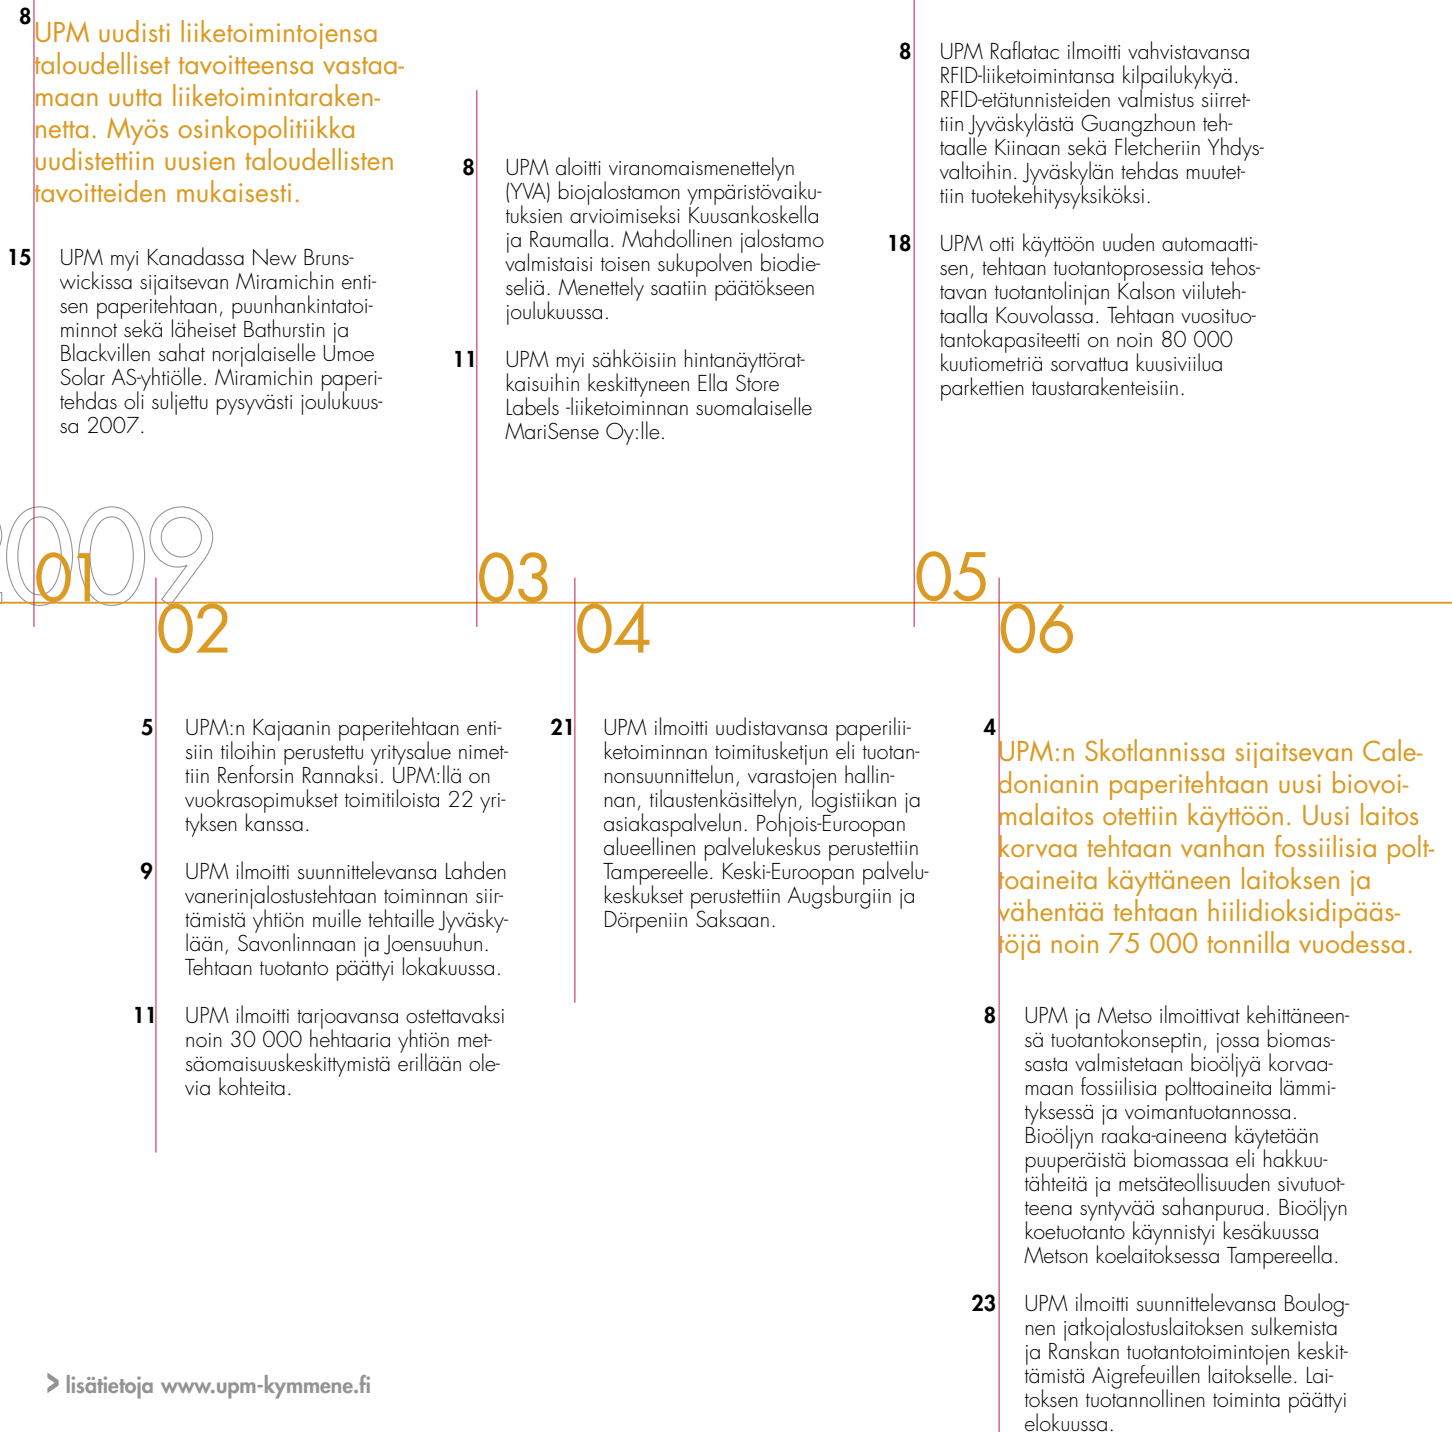 8
UPM uudisti liiketoimintojensa
taloudelliset tavoitteensa vastaa-
maan uutta liiketoimintaraken-
netta. Myös osinkopolitiikka
uudistettiin uusien taloudellisten
tavoitteiden mukaisesti.
15 UPM myi Kanadassa New Bruns-
wickissa sijaitsevan Miramichin enti-
sen paperitehtaan, puunhankintatoi-
minnot sekä läheiset Bathurstin ja
Blackvillen sahat norjalaiselle Umoe
Solar AS-yhtiölle. Miramichin paperi-
tehdas oli suljettu pysyvästi joulukuus-
sa 2007.
8 UPM aloitti viranomaismenettelyn
(YVA) biojalostamon ympäristövaiku-
tuksien arvioimiseksi Kuusankoskella
ja Raumalla. Mahdollinen jalostamo
valmistaisi toisen sukupolven biodie-
seliä. Menettely saatiin päätökseen
joulukuussa.
11 UPM myi sähköisiin hintanäyttörat-
kaisuihin keskittyneen Ella Store
Labels -liiketoiminnan suomalaiselle
MariSense Oy:lle.
8 UPM Raflatac ilmoitti vahvistavansa
RFID-liiketoimintansa kilpailukykyä.
RFID-etätunnisteiden valmistus siirret-
tiin Jyväskylästä Guangzhoun teh-
taalle Kiinaan sekä Fletcheriin Yhdys-
valtoihin. Jyväskylän tehdas muutet-
tiin tuotekehitysyksiköksi.
18 UPM otti käyttöön uuden automaatti-
sen, tehtaan tuotantoprosessia tehos-
tavan tuotantolinjan Kalson viiluteh-
taalla Kouvolassa. Tehtaan vuosituo-
tantokapasiteetti on noin 80 000
kuutiometriä sorvattua kuusiviilua
parkettien taustarakenteisiin.
2009
01
02
03
04
05
06
5 UPM:n Kajaanin paperitehtaan enti-
siin tiloihin perustettu yritysalue nimet-
tiin Renforsin Rannaksi. UPM:llä on
vuokrasopimukset toimitiloista 22 yri-
tyksen kanssa.
9 UPM ilmoitti suunnittelevansa Lahden
vanerinjalostustehtaan toiminnan siir-
tämistä yhtiön muille tehtaille Jyväsky-
lään, Savonlinnaan ja Joensuuhun.
Tehtaan tuotanto päättyi lokakuussa.
11 UPM ilmoitti tarjoavansa ostettavaksi
noin 30 000 hehtaaria yhtiön met-
säomaisuuskeskittymistä erillään ole-
via kohteita.
21 UPM ilmoitti uudistavansa paperilii-
ketoiminnan toimitusketjun eli tuotan-
nonsuunnittelun, varastojen hallin-
nan, tilaustenkäsittelyn, logistiikan ja
asiakaspalvelun. Pohjois-Euroopan
alueellinen palvelukeskus perustettiin
Tampereelle. Keski-Euroopan palvelu-
keskukset perustettiin Augsburgiin ja
Dörpeniin Saksaan.
4
UPM:n Skotlannissa sijaitsevan Cale-
donianin paperitehtaan uusi biovoi-
malaitos otettiin käyttöön. Uusi laitos
korvaa tehtaan vanhan fossiilisia polt-
toaineita käyttäneen laitoksen ja
vähentää tehtaan hiilidioksidipääs-
töjä noin 75 000 tonnilla vuodessa.
8 UPM ja Metso ilmoittivat kehittäneen-
sä tuotantokonseptin, jossa biomas-
sasta valmistetaan bioöljyä korvaa-
maan fossiilisia polttoaineita lämmi-
tyksessä ja voimantuotannossa.
Bioöljyn raaka-aineena käytetään
puuperäistä biomassaa eli hakkuu-
tähteitä ja metsäteollisuuden sivutuot-
teena syntyvää sahanpurua. Bioöljyn
koetuotanto käynnistyi kesäkuussa
Metson koelaitoksessa Tampereella.
23 UPM ilmoitti suunnittelevansa Boulog-
nen jatkojalostuslaitoksen sulkemista
ja Ranskan tuotantotoimintojen keskit-
tämistä Aigrefeuillen laitokselle. Lai-
toksen tuotannollinen toiminta päättyi
elokuussa.
> lisätietoja www.upm-kymmene.fi